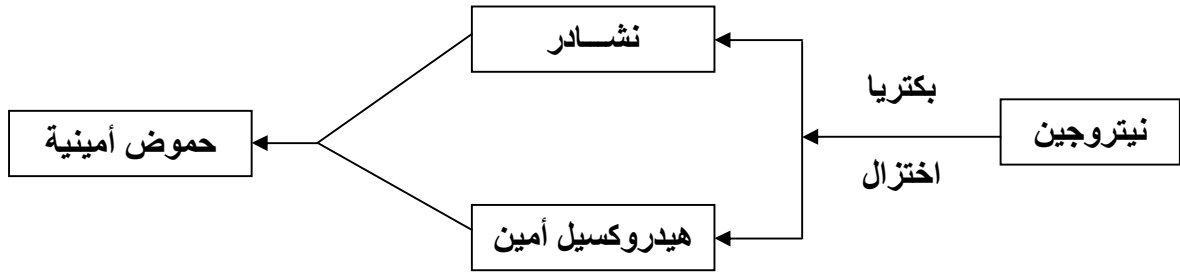 نيتروجين
بكتريا
اختزال
نشـــادر
هيدروكسيل أمين
حموض أمينية